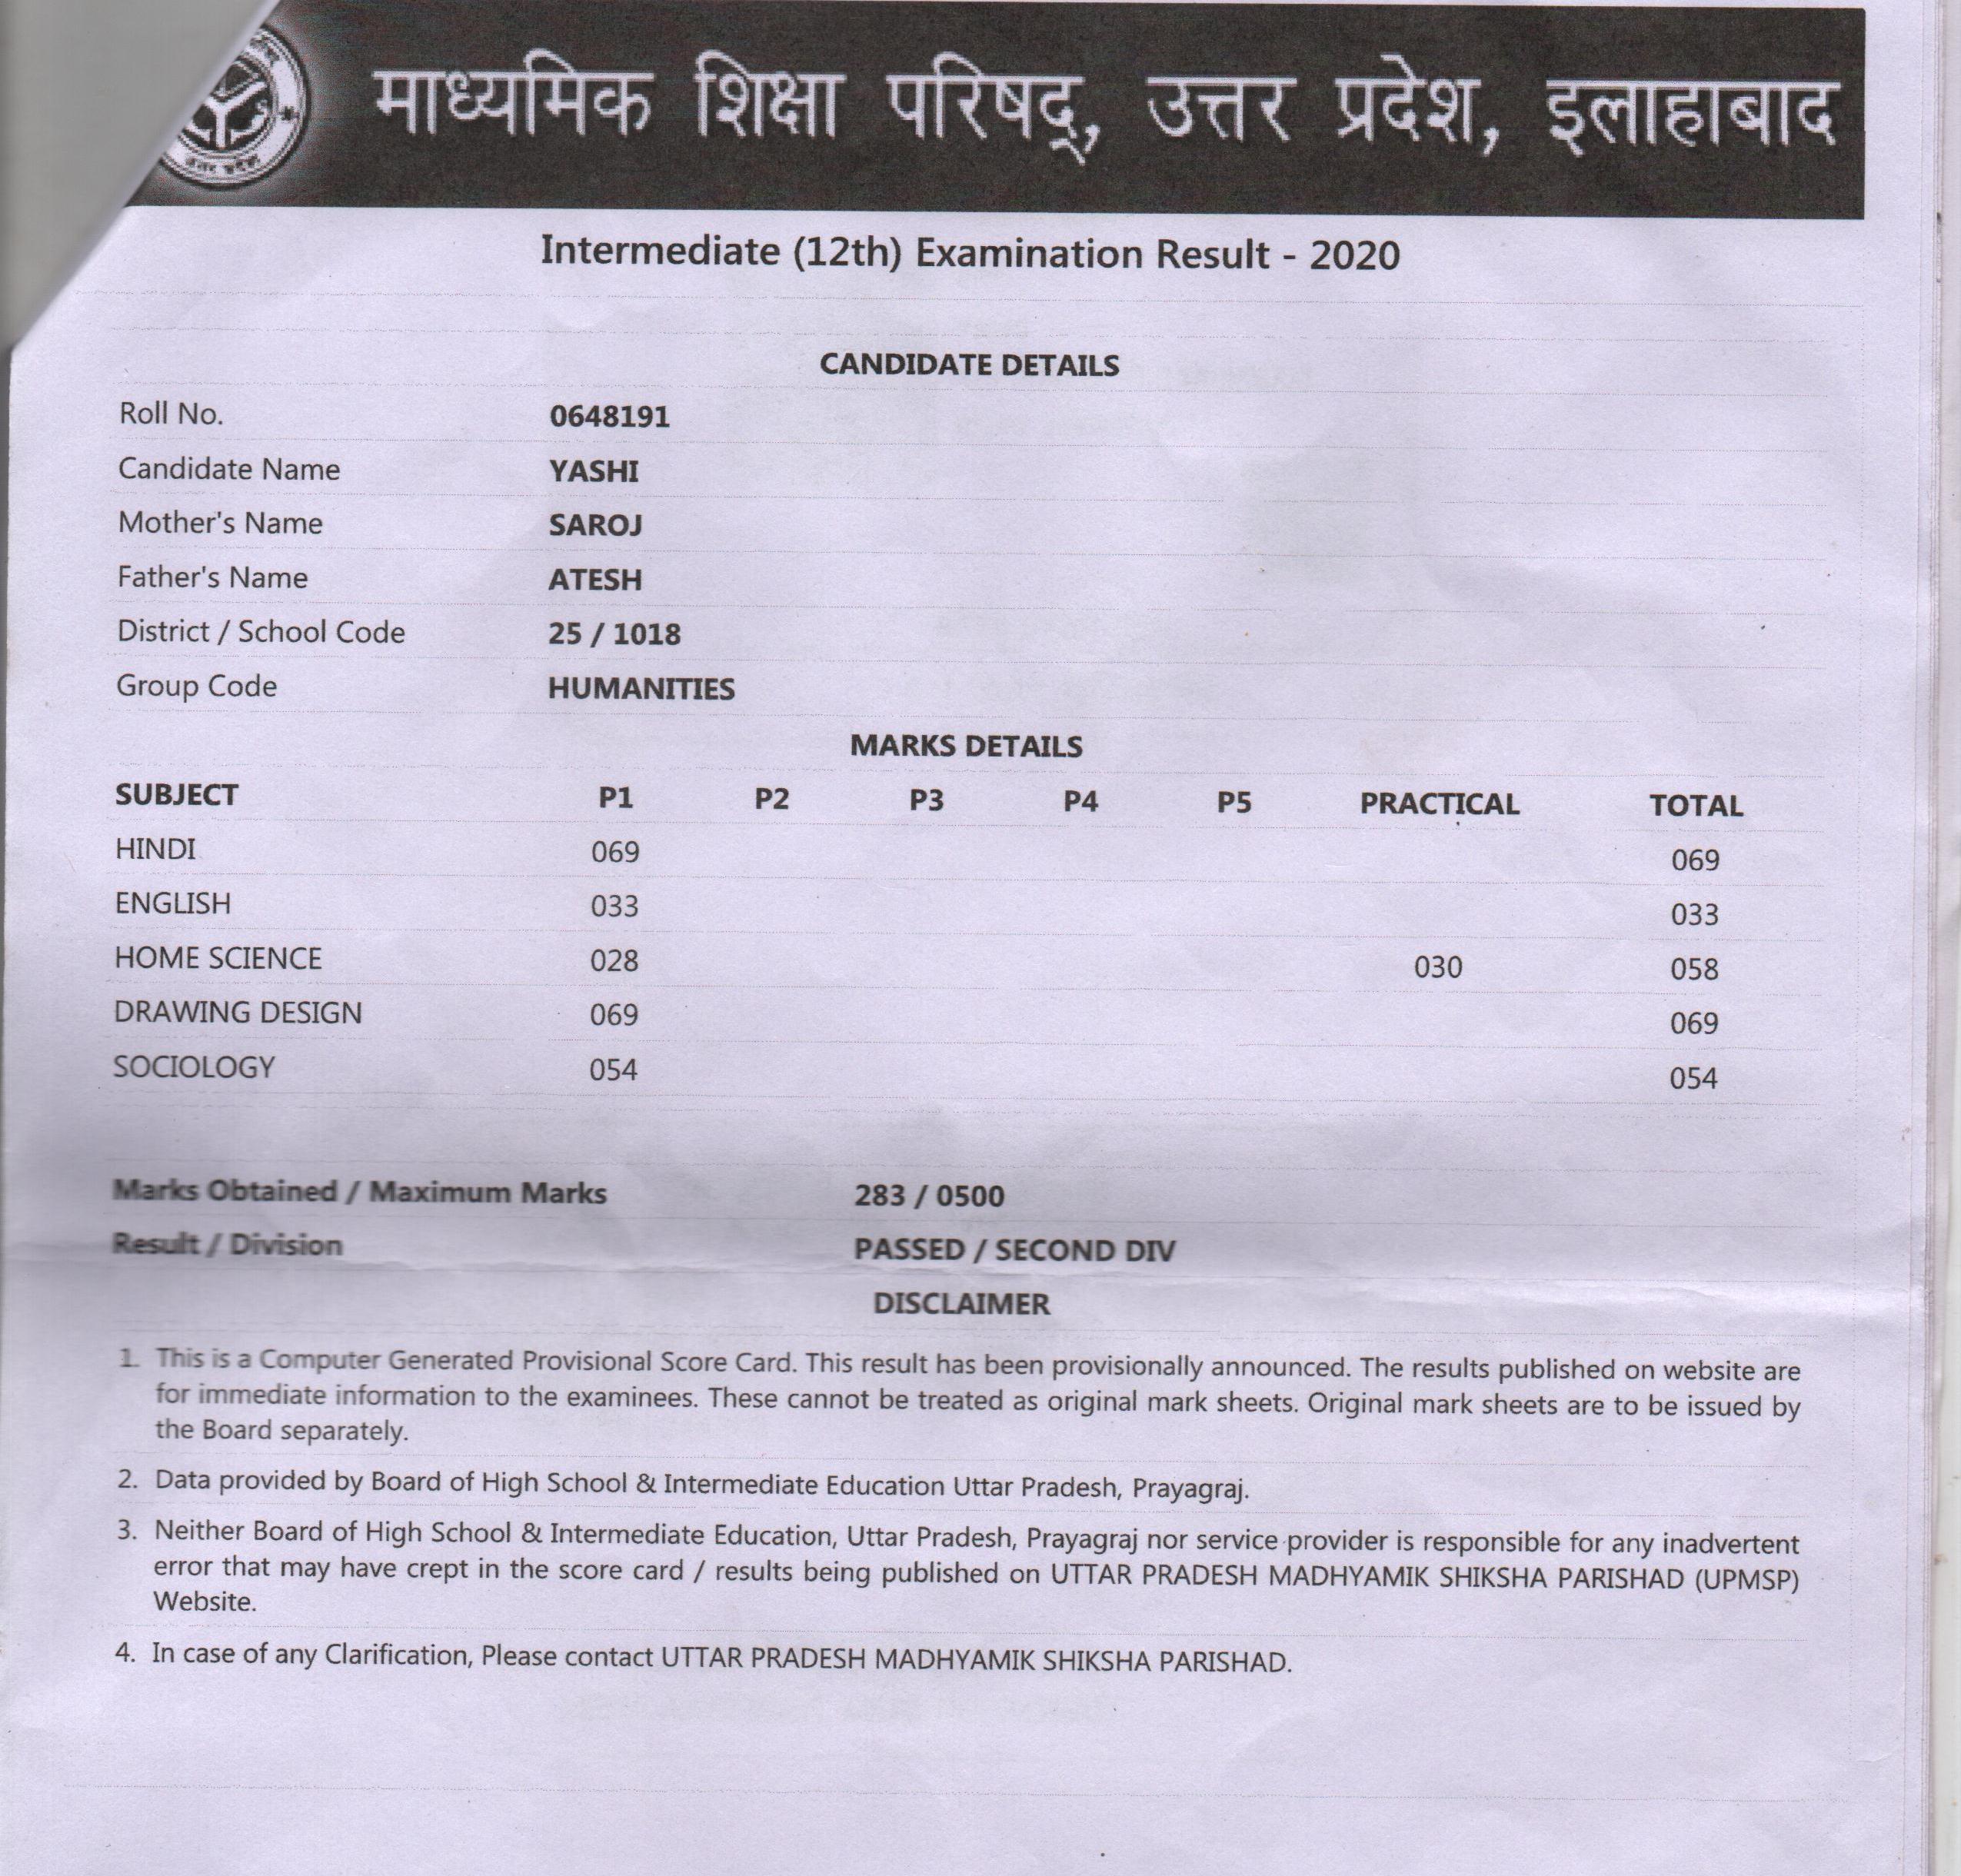 माध्यमिक शिक्षा परिषद्, उत्तर प्रदेश, इलाहाबाद
उत्तर प्रदेश
Intermediate (12th) Examination Result - 2020
CANDIDATE DETAILS
Roll No. 0648191
Candidate Name YASHI
Mother's Name SAROJ
Father's Name ATESH
District / School Code 25 / 1018
Group Code HUMANITIES
MARKS DETAILS
SUBJECT P1 P2 P3 P4 P5 PRACTICAL TOTAL
HINDI 069 069
ENGLISH 033 033
HOME SCIENCE 028 030 058
DRAWING DESIGN 069 069
SOCIOLOGY 054 054
Marks Obtained / Maximum Marks 283 / 0500
Result / Division PASSED / SECOND DIV
DISCLAIMER
1. This is a Computer Generated Provisional Score Card. This result has been provisionally announced. The results published on website are
for immediate information to the examinees. These cannot be treated as original mark sheets. Original mark sheets are to be issued by
the Board separately.
2. Data provided by Board of High School & Intermediate Education Uttar Pradesh, Prayagraj.
3. Neither Board of High School & Intermediate Education, Uttar Pradesh, Prayagraj nor service provider is responsible for any inadvertent
error that may have crept in the score card / results being published on UTTAR PRADESH MADHYAMIK SHIKSHA PARISHAD (UPMSP)
Website.
4. In case of any Clarification, Please contact UTTAR PRADESH MADHYAMIK SHIKSHA PARISHAD.